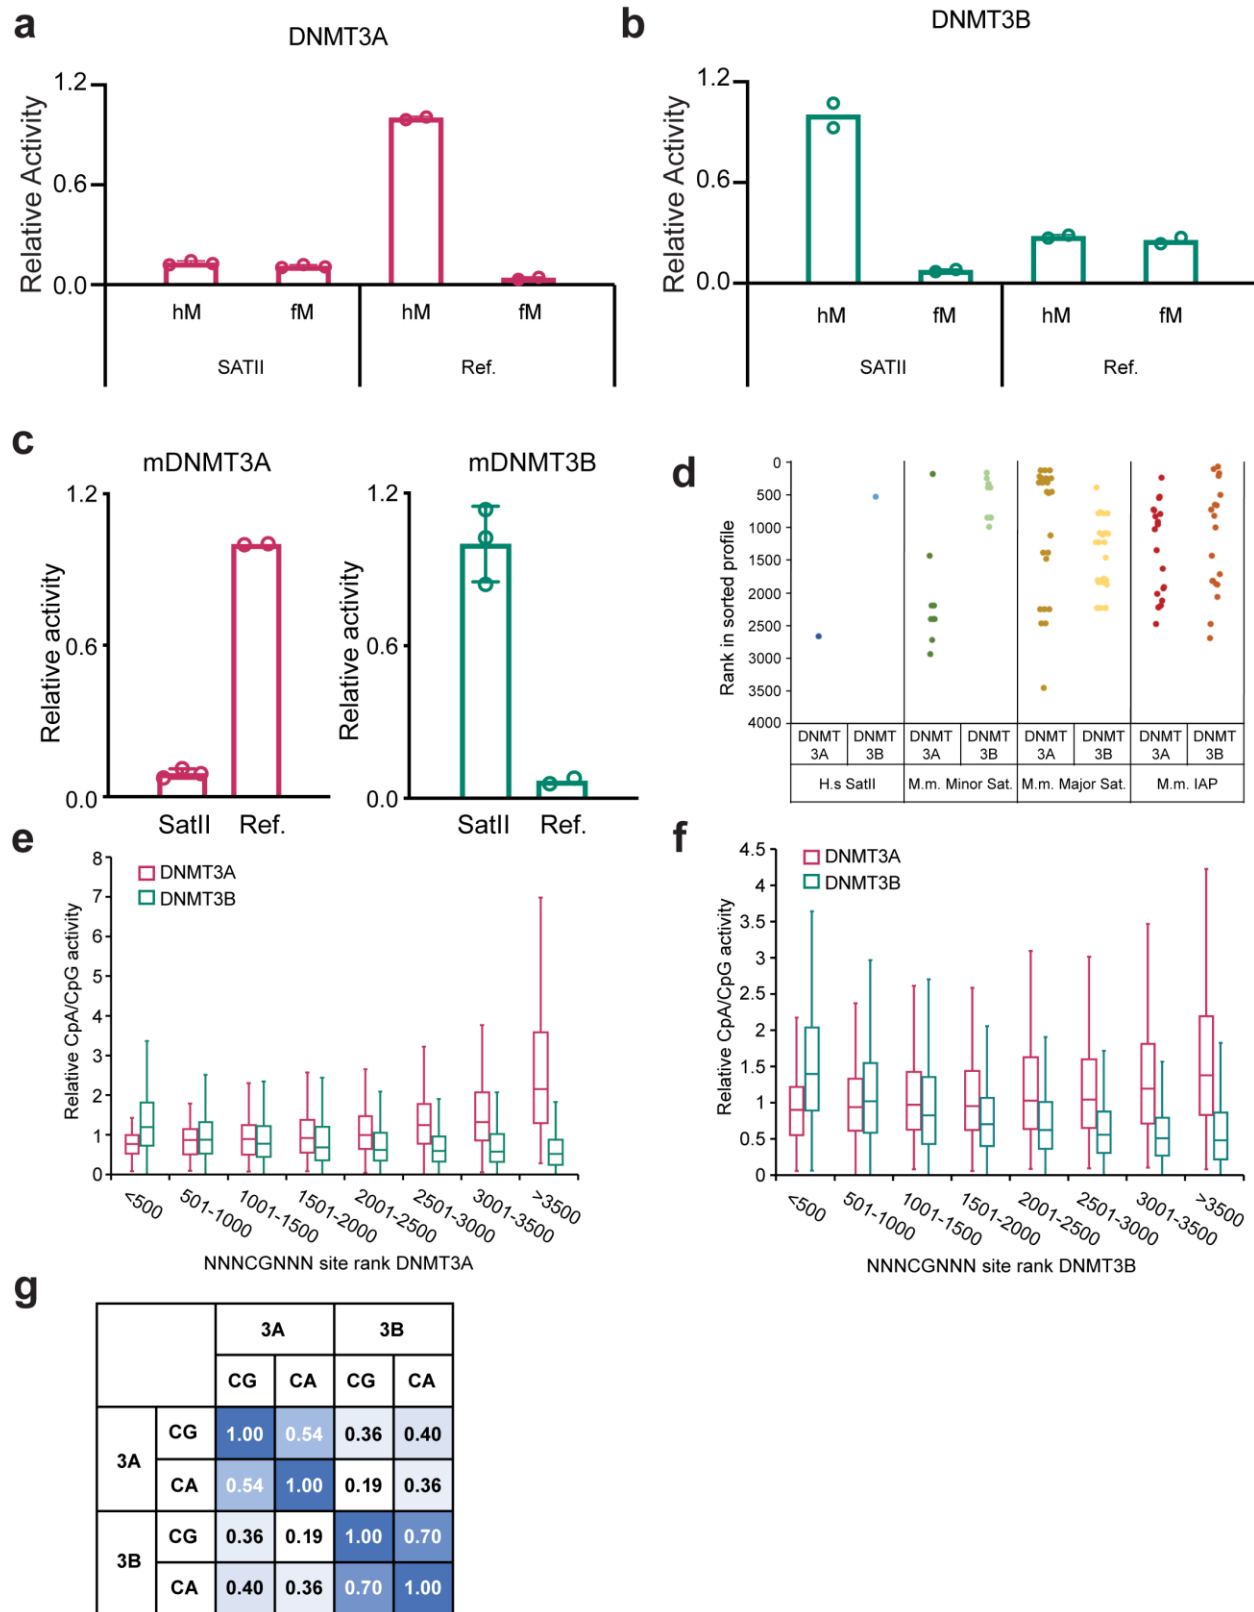 a
DNMT3A
Relative Activity
1.2
0.6
0.0
hM fM hM fM
SATII Ref.
b
DNMT3B
Relative Activity
1.2
0.6
0.0
hM fM hM fM
SATII Ref.
c
mDNMT3A
Relative activity
1.2
0.6
0.0
SatII Ref.
mDNMT3B
Relative activity
1.2
0.6
0.0
SatII Ref.
d
Rank in sorted profile
0
500
1000
1500
2000
2500
3000
3500
4000
DNMT DNMT DNMT DNMT DNMT DNMT DNMT DNMT
3A 3B 3A 3B 3A 3B 3A 3B
H.s SatII M.m. Minor Sat. M.m. Major Sat. M.m. IAP
e
Relative CpA/CpG activity
8
7
6
5
4
3
2
1
0
DNMT3A
DNMT3B
<500 501-1000 1001-1500 1501-2000 2001-2500 2501-3000 3001-3500 >3500
NNNCGNNN site rank DNMT3A
f
Relative CpA/CpG activity
4.5
4
3.5
3
2.5
2
1.5
1
0.5
0
DNMT3A
DNMT3B
<500 501-1000 1001-1500 1501-2000 2001-2500 2501-3000 3001-3500 >3500
NNNCGNNN site rank DNMT3B
g
3A 3B
CG CA CG CA
3A CG 1.00 0.54 0.36 0.40
CA 0.54 1.00 0.19 0.36
3B CG 0.36 0.19 1.00 0.70
CA 0.40 0.36 0.70 1.00